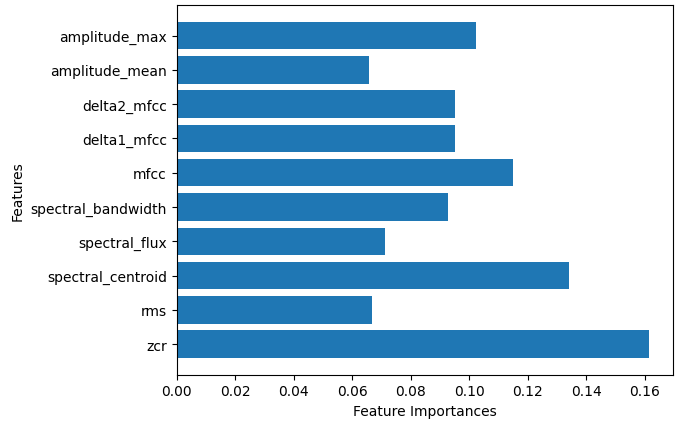 amplitude_max
amplitude_mean
delta2_mfcc
delta1_mfcc
mfcc
spectral_bandwidth
spectral_flux
spectral_centroid
rms
zcr
Features
0.00 0.02 0.04 0.06 0.08 0.10 0.12 0.14 0.16
Feature Importances